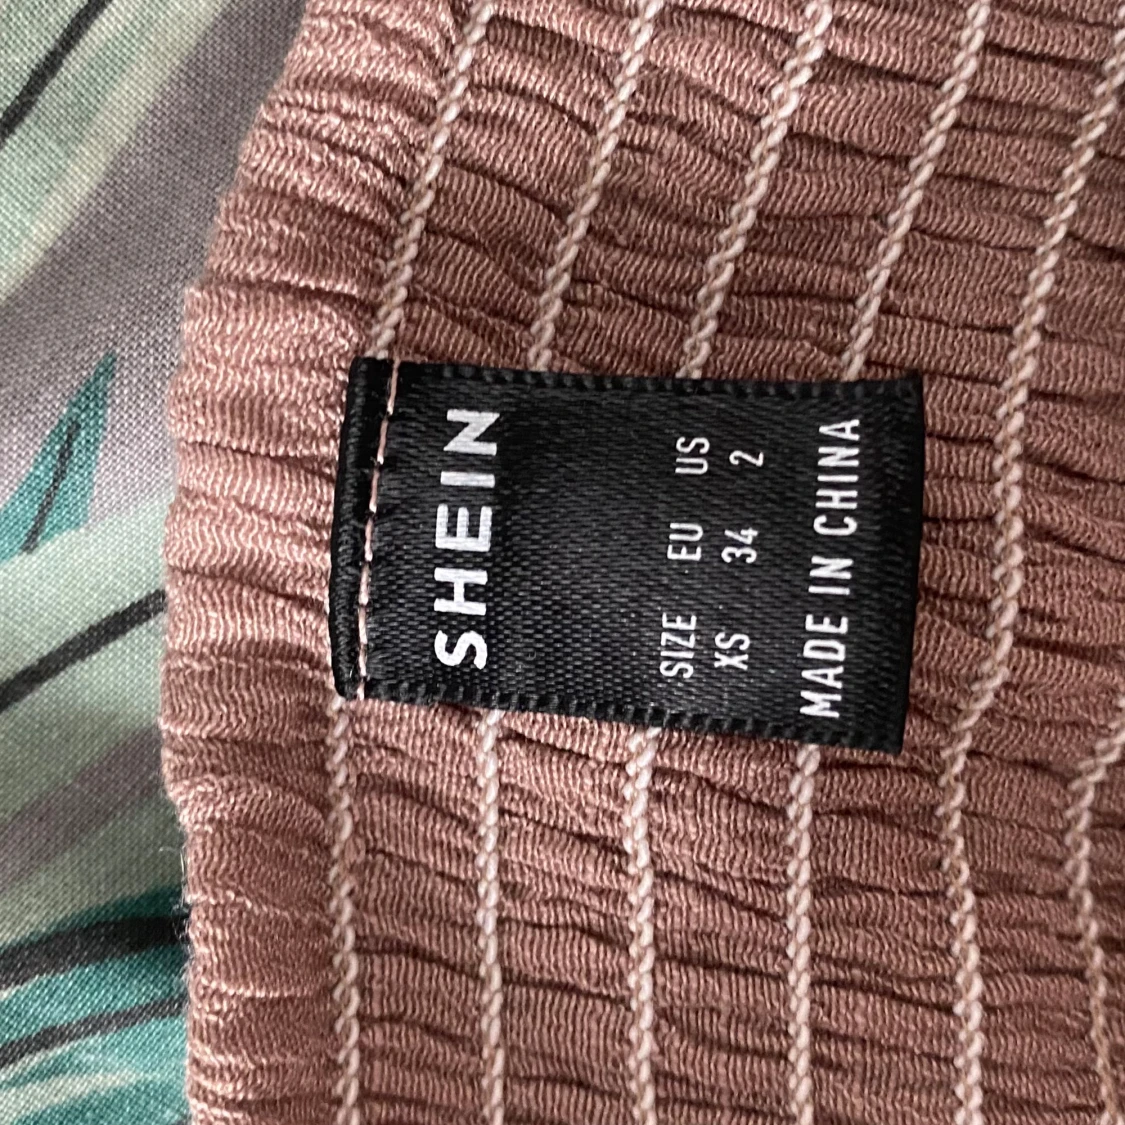 SHEIN
SIZE EU US
XS 34 2
MADE IN CHINA